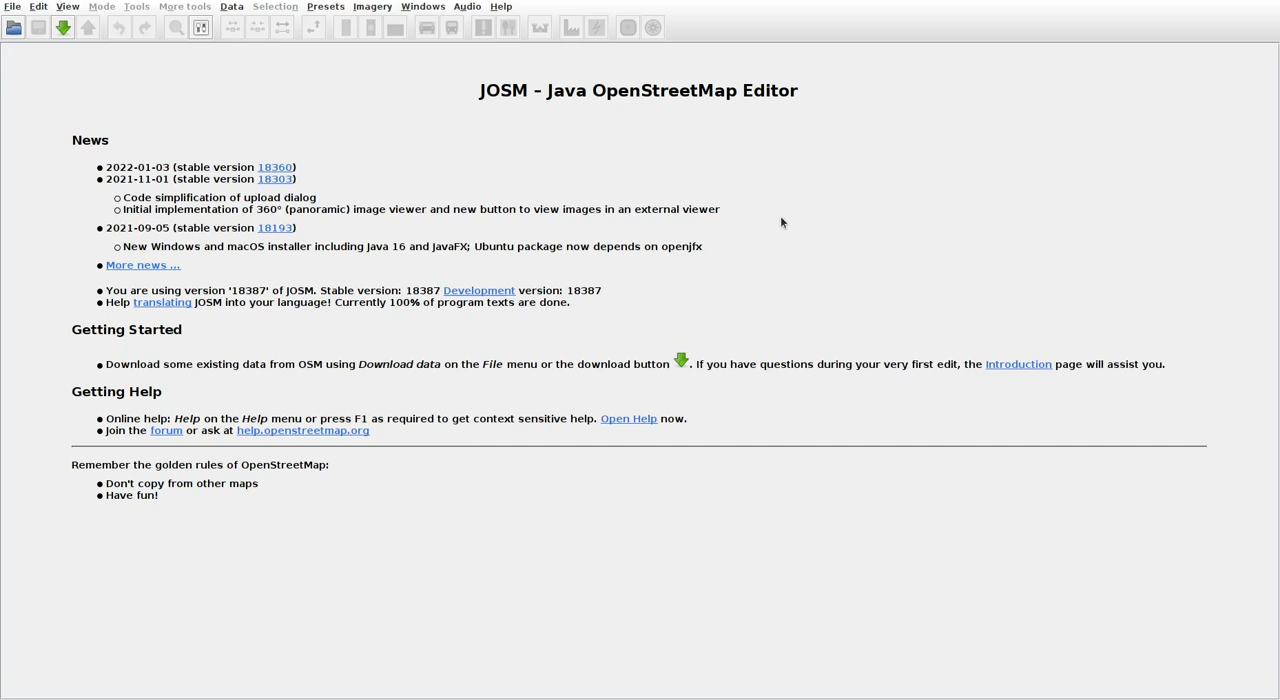 File Edit View Mode Tools More tools Data Selection Presets Imagery Windows Audio Help
JOSM – Java OpenStreetMap Editor
News
2022-01-03 (stable version 18360)
2021-11-01 (stable version 18303)
Code simplification of upload dialog
Initial implementation of 360° (panoramic) image viewer and new button to view images in an external viewer
2021-09-05 (stable version 18193)
New Windows and macOS installer including Java 16 and JavaFX; Ubuntu package now depends on openjfx
More news ...
You are using version '18387' of JOSM. Stable version: 18387 Development version: 18387
Help translating JOSM into your language! Currently 100% of program texts are done.
Getting Started
Download some existing data from OSM using Download data on the File menu or the download button . If you have questions during your very first edit, the Introduction page will assist you.
Getting Help
Online help: Help on the Help menu or press F1 as required to get context sensitive help. Open Help now.
Join the forum or ask at help.openstreetmap.org
Remember the golden rules of OpenStreetMap:
Don't copy from other maps
Have fun!